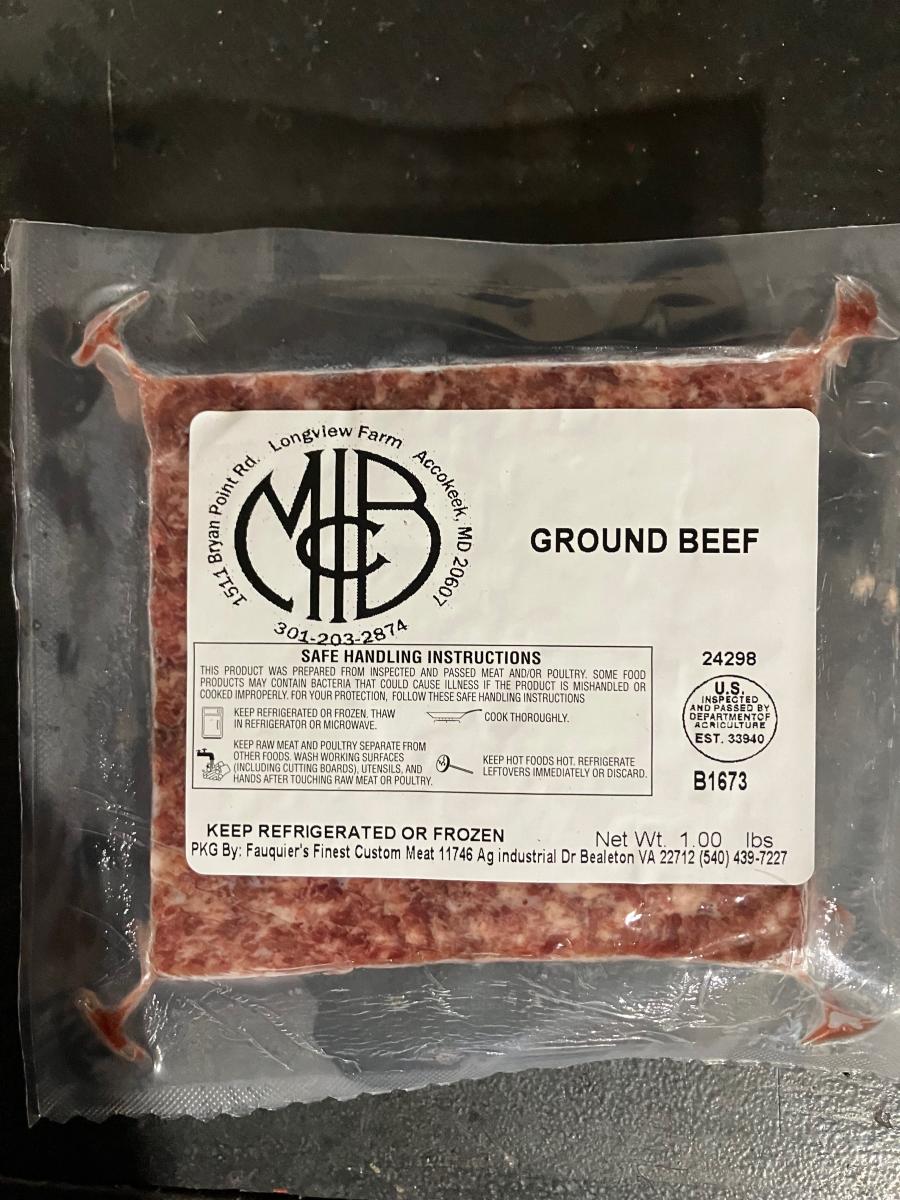 1511 Bryan Point Rd. Longview Farm Accokeek, MD 20607
MHBC
301-203-2874
GROUND BEEF
SAFE HANDLING INSTRUCTIONS
THIS PRODUCT WAS PREPARED FROM INSPECTED AND PASSED MEAT AND/OR POULTRY. SOME FOOD
PRODUCTS MAY CONTAIN BACTERIA THAT COULD CAUSE ILLNESS IF THE PRODUCT IS MISHANDLED OR
COOKED IMPROPERLY. FOR YOUR PROTECTION, FOLLOW THESE SAFE HANDLING INSTRUCTIONS
KEEP REFRIGERATED OR FROZEN. THAW
IN REFRIGERATOR OR MICROWAVE.
COOK THOROUGHLY.
KEEP RAW MEAT AND POULTRY SEPARATE FROM
OTHER FOODS. WASH WORKING SURFACES
(INCLUDING CUTTING BOARDS), UTENSILS, AND
HANDS AFTER TOUCHING RAW MEAT OR POULTRY.
KEEP HOT FOODS HOT. REFRIGERATE
LEFTOVERS IMMEDIATELY OR DISCARD.
24298
U.S.
INSPECTED
AND PASSED BY
DEPARTMENTOF
AGRICULTURE
EST. 33940
B1673
KEEP REFRIGERATED OR FROZEN
Net Wt. 1.00 lbs
PKG By: Fauquier's Finest Custom Meat 11746 Ag industrial Dr Bealeton VA 22712 (540) 439-7227